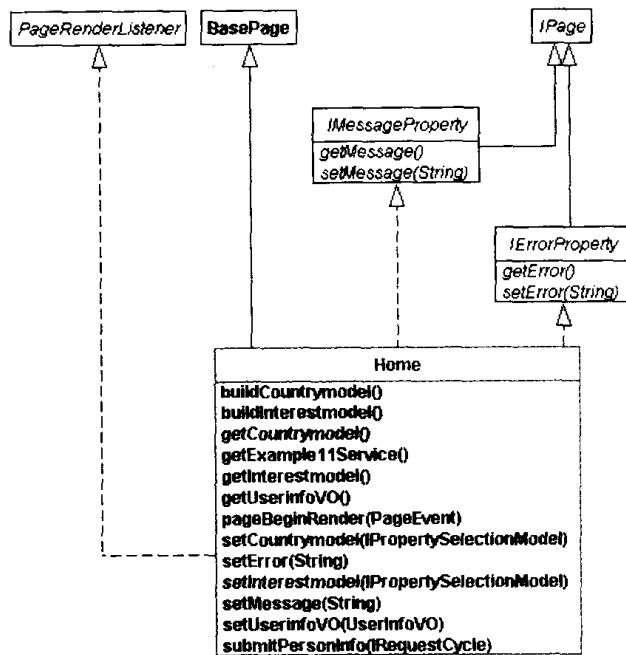 PageRenderListener
BasePage
IPage
IMessageProperty
getMessage()
setMessage(String)
IErrorProperty
getError()
setError(String)
Home
buildCountrymodel()
buildInterestmodel()
getCountrymodel()
getExample11Service()
getInterestmodel()
getUserinfoVO()
pageBeginRender(PageEvent)
setCountrymodel(IPropertySelectionModel)
setError(String)
setInterestmodel(IPropertySelectionModel)
setMessage(String)
setUserinfoVO(UserInfoVO)
submitPersonInfo(IRequestCycle)